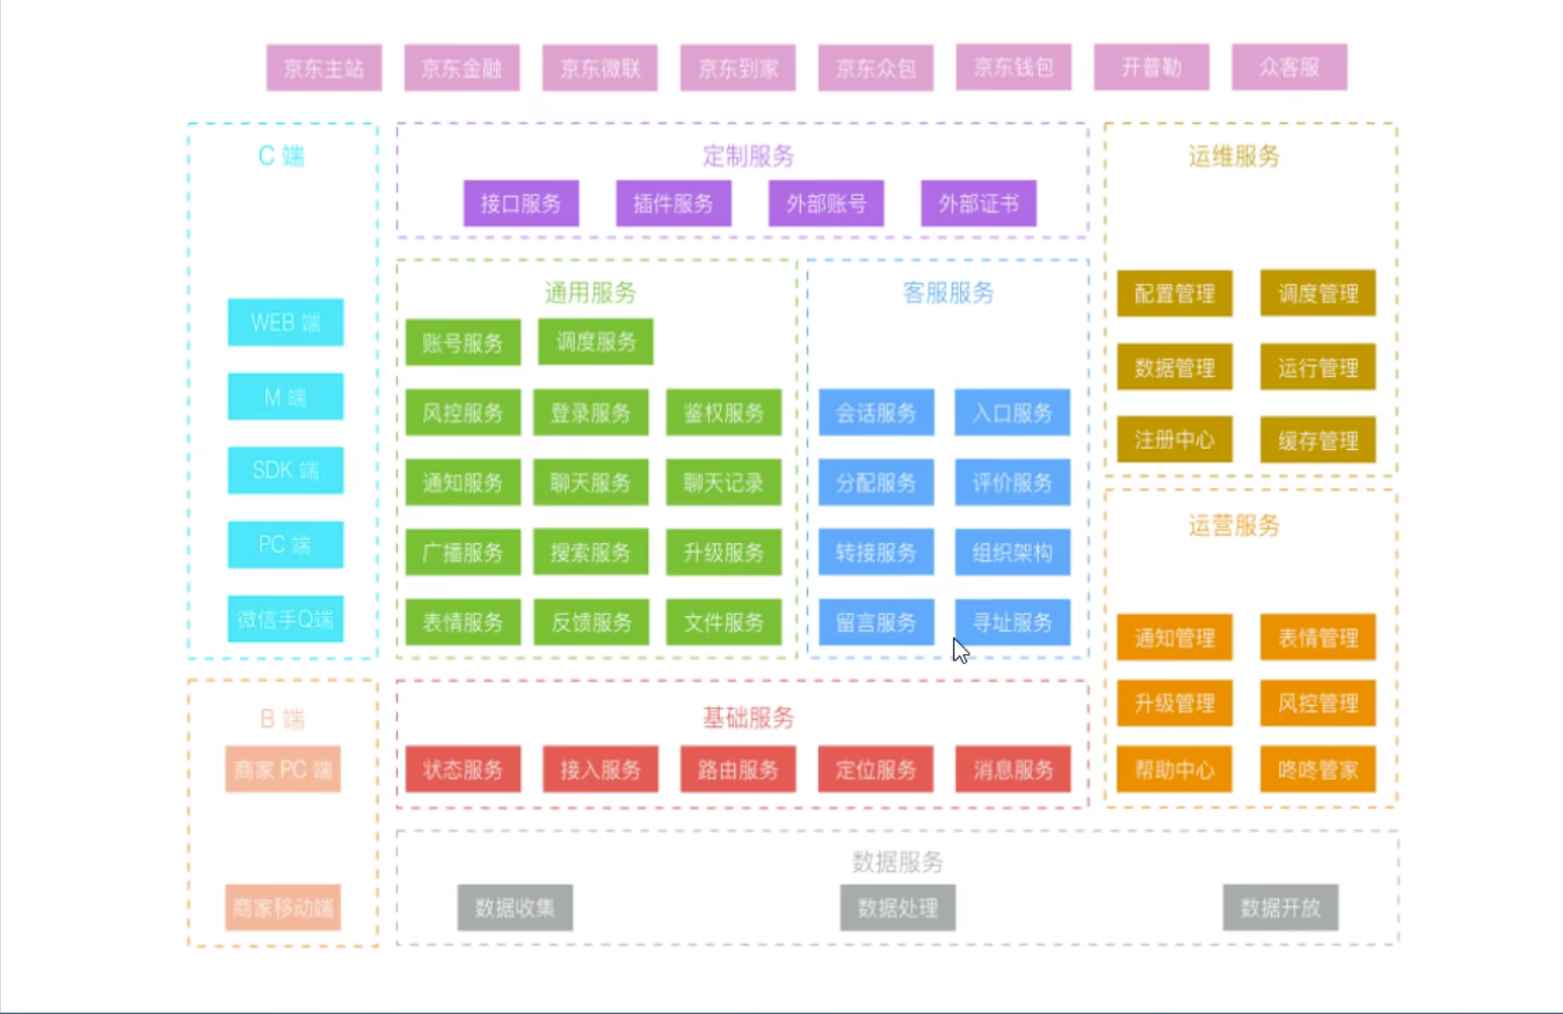 京东主站 京东金融 京东微联 京东到家 京东众包 京东钱包 开普勒 众客服
C 端
WEB 端
M 端
SDK 端
PC 端
微信手Q端
B 端
商家 PC 端
商家移动端
定制服务
接口服务 插件服务 外部账号 外部证书
通用服务
账号服务 调度服务
风控服务 登录服务 鉴权服务
通知服务 聊天服务 聊天记录
广播服务 搜索服务 升级服务
表情服务 反馈服务 文件服务
客服服务
会话服务 入口服务
分配服务 评价服务
转接服务 组织架构
留言服务 寻址服务
基础服务
状态服务 接入服务 路由服务 定位服务 消息服务
运维服务
配置管理 调度管理
数据管理 运行管理
注册中心 缓存管理
运营服务
通知管理 表情管理
升级管理 风控管理
帮助中心 咚咚管家
数据服务
数据收集 数据处理 数据开放